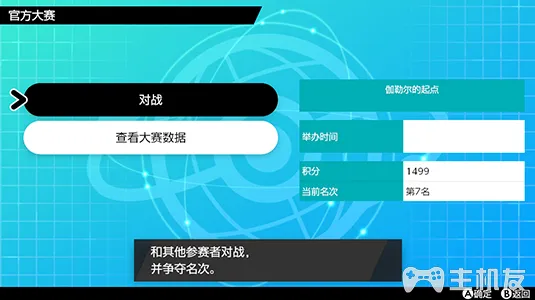 官方大赛
对战
查看大赛数据
伽勒尔的起点
举办时间
积分 1499
当前名次 第7名
和其他参赛者对战，
并争夺名次。
主机友
A确定 B返回